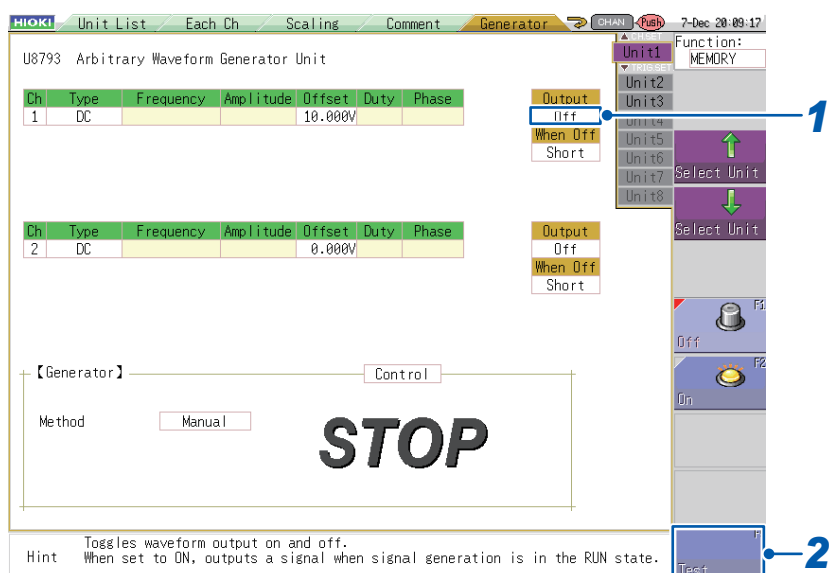 HIOKI Unit List Each Ch Scaling Comment Generator CHAN Push 7-Dec 20:09:17
CH.SET
Unit1
TRIG.SET
Function:
MEMORY
U8793 Arbitrary Waveform Generator Unit
Unit2
Unit3
Unit4
Unit5
Unit6
Unit7
Unit8
Ch Type Frequency Amplitude Offset Duty Phase
1 DC 10.000V
Output
Off
When Off
Short
1
Select Unit
Select Unit
Ch Type Frequency Amplitude Offset Duty Phase
2 DC 0.000V
Output
Off
When Off
Short
F1
Off
F2
On
【Generator】 Control
Method Manual
STOP
Hint Toggles waveform output on and off.
When set to ON, outputs a signal when signal generation is in the RUN state.
Test
2